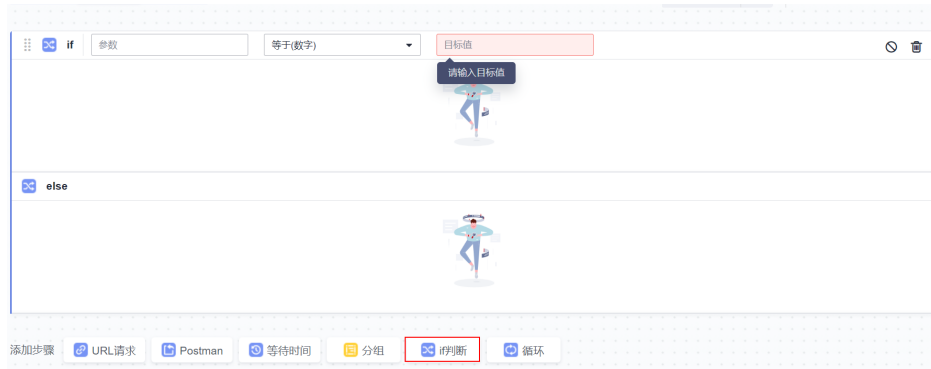 if 参数 等于(数字) 目标值
请输入目标值
else
添加步骤 URL请求 Postman 等待时间 分组 if判断 循环